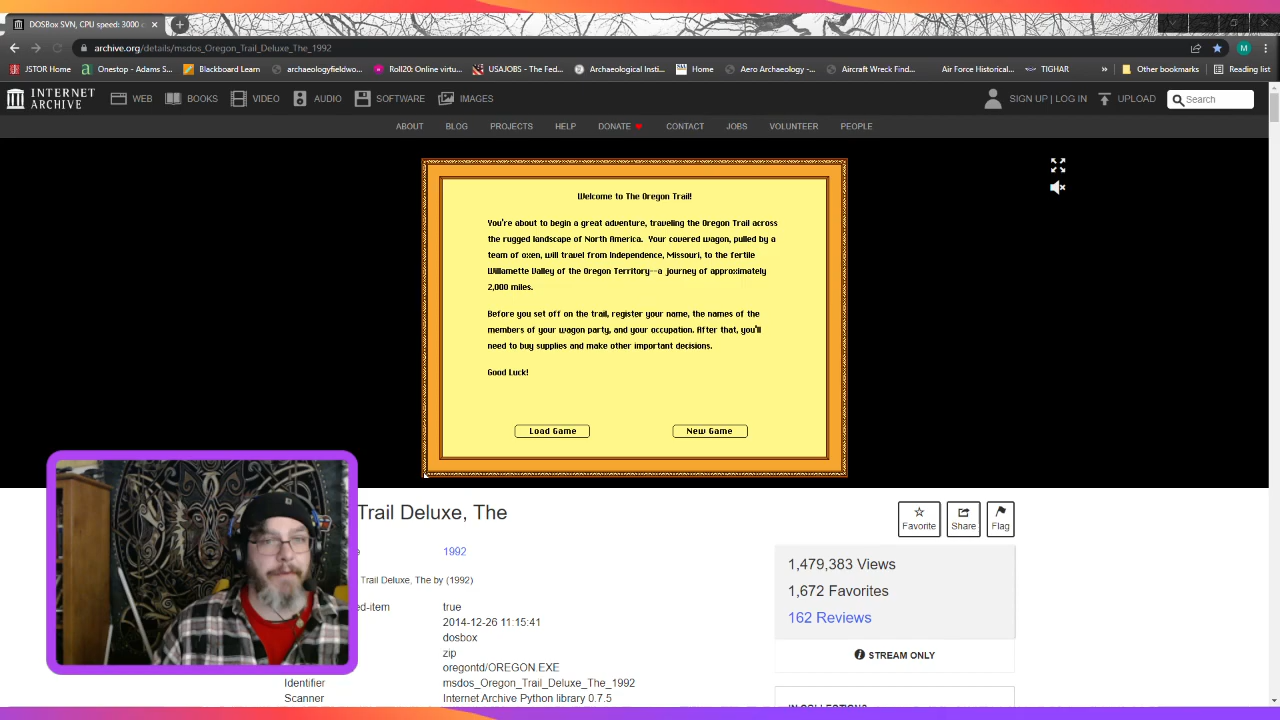 DOSBox SVN, CPU speed: 3000
archive.org/details/msdos_Oregon_Trail_Deluxe_The_1992
M
JSTOR Home
Onestop - Adams S...
Blackboard Learn
archaeologyfieldwo...
Roll20: Online virtu...
USAJOBS - The Fed...
Archaeological Insti...
Home
Aero Archaeology -...
Aircraft Wreck Find...
Air Force Historical...
TIGHAR
»
Other bookmarks
Reading list
INTERNET
ARCHIVE
WEB
BOOKS
VIDEO
AUDIO
SOFTWARE
IMAGES
SIGN UP | LOG IN
UPLOAD
Search
ABOUT
BLOG
PROJECTS
HELP
DONATE
CONTACT
JOBS
VOLUNTEER
PEOPLE
Welcome to The Oregon Trail!
You're about to begin a great adventure, traveling the Oregon Trail across
the rugged landscape of North America. Your covered wagon, pulled by a
team of oxen, will travel from Independence, Missouri, to the fertile
Willamette Valley of the Oregon Territory--a journey of approximately
2,000 miles.
Before you set off on the trail, register your name, the names of the
members of your wagon party, and your occupation. After that, you'll
need to buy supplies and make other important decisions.
Good Luck!
Load Game
New Game
Trail Deluxe, The
Favorite
Share
Flag
1992
Trail Deluxe, The by (1992)
ed-item true
2014-12-26 11:15:41
dosbox
zip
oregontd/OREGON EXE
Identifier msdos_Oregon_Trail_Deluxe_The_1992
Scanner Internet Archive Python library 0.7.5
1,479,383 Views
1,672 Favorites
162 Reviews
STREAM ONLY
IN COLLECTIONS